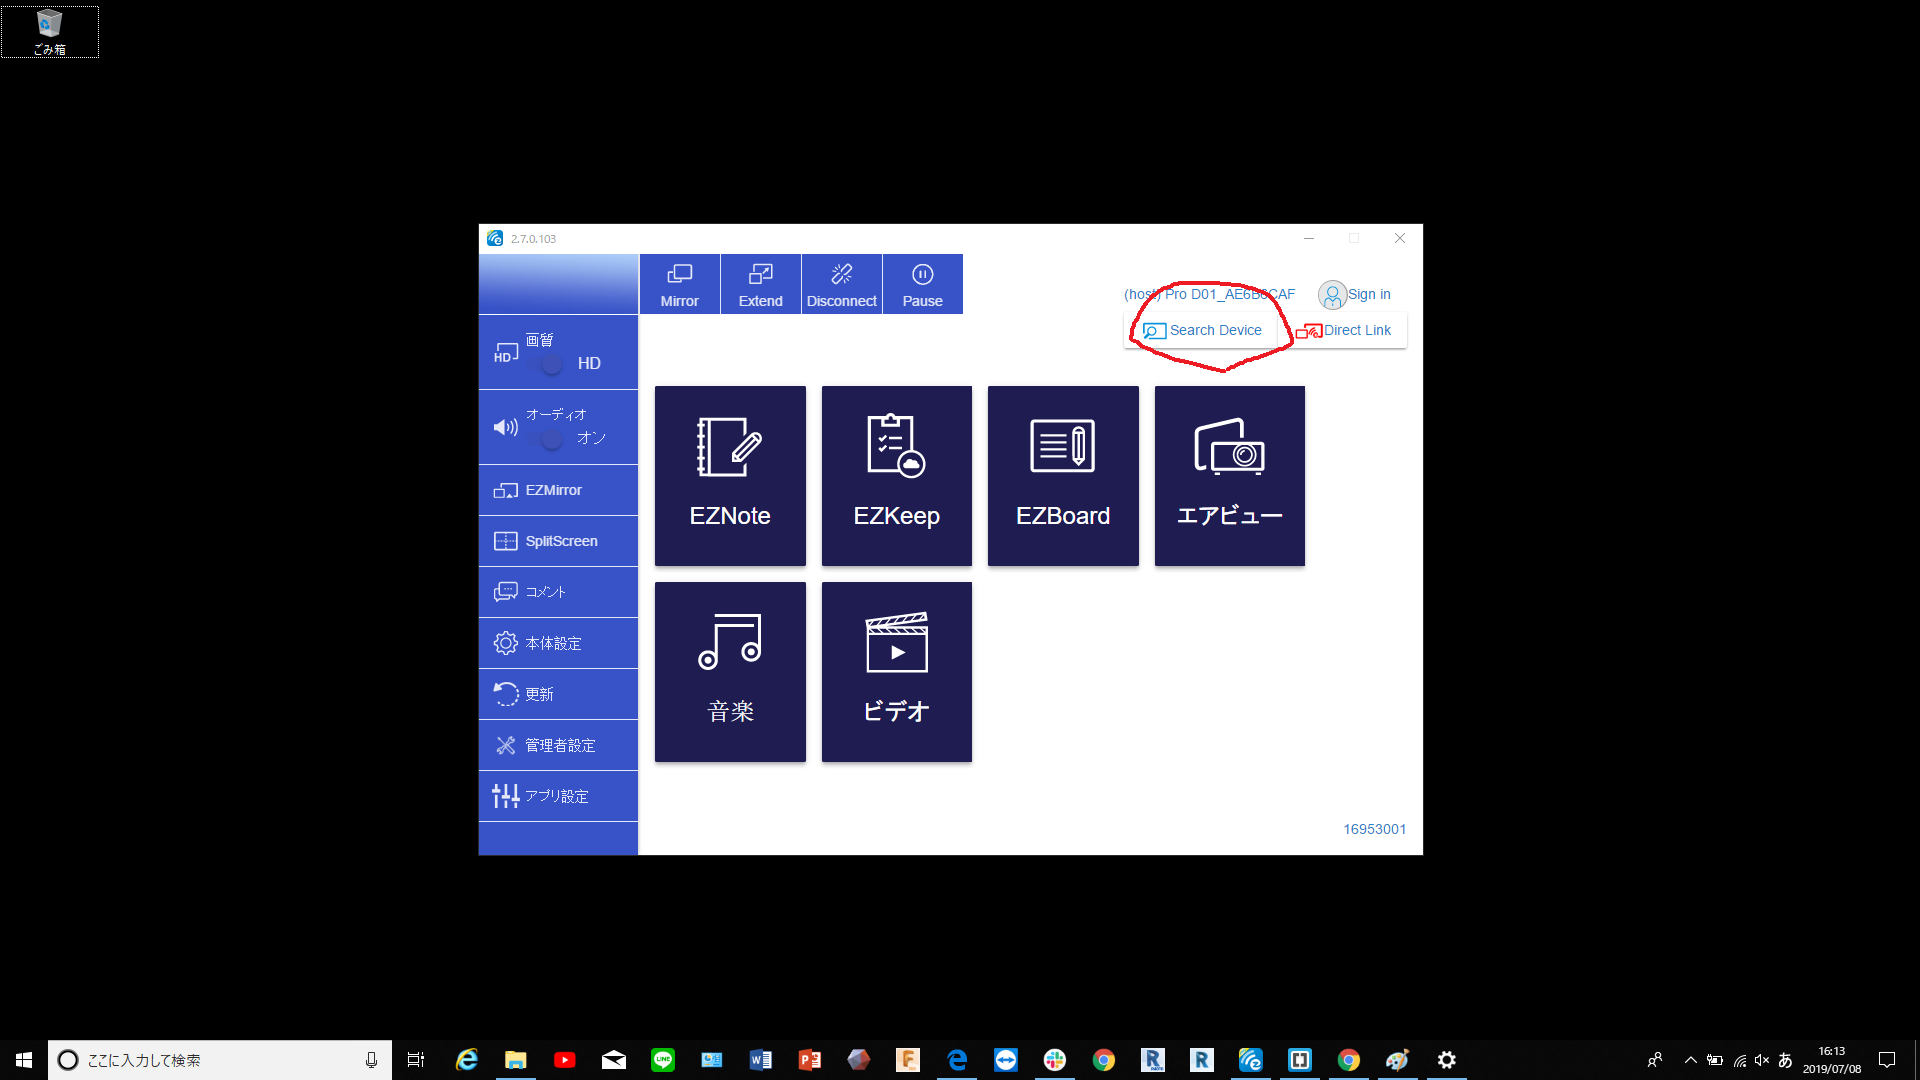 ごみ箱
2.7.0.103
Mirror
Extend
Disconnect
Pause
(host) Pro D01_AE6B6CAF
Sign in
Search Device
Direct Link
画質
HD
HD
オーディオ
オン
EZMirror
SplitScreen
コメント
本体設定
更新
管理者設定
アプリ設定
EZNote
EZKeep
EZBoard
エアビュー
音楽
ビデオ
16953001
ここに入力して検索
LINE
あ
16:13
2019/07/08